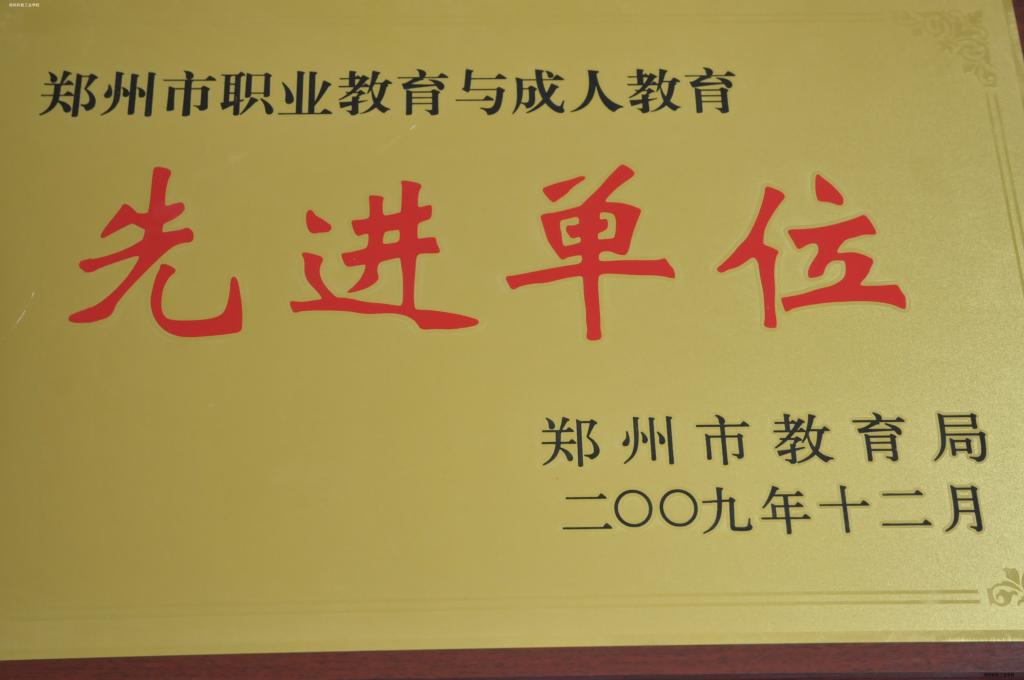 郑州市职业教育与成人教育
先进单位
郑州市教育局
二〇〇九年十二月